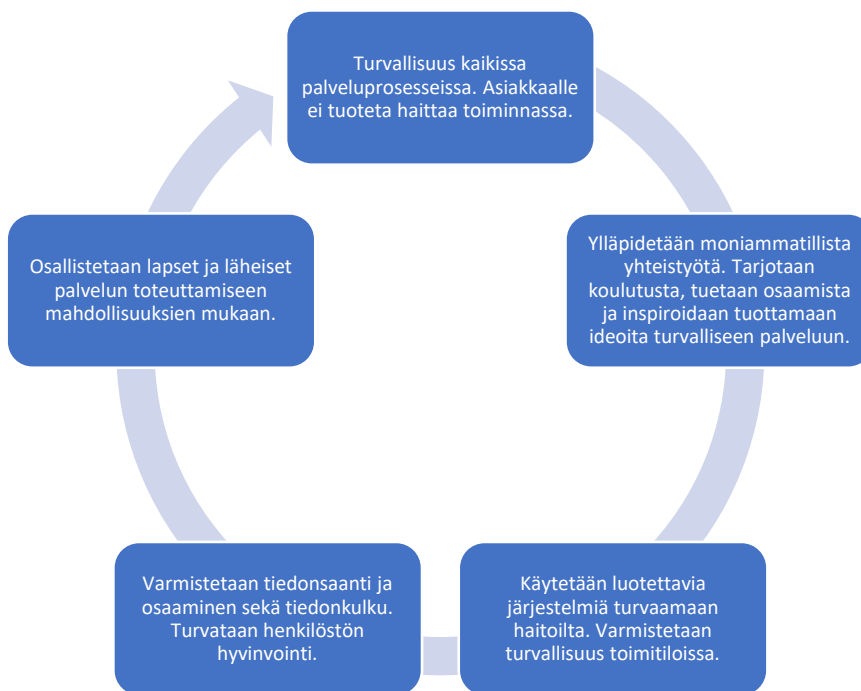 Turvallisuus kaikissa
palveluprosesseissa. Asiakkaalle
ei tuoteta haittaa toiminnassa.
Ylläpidetään moniammatillista
yhteistyötä. Tarjotaan
koulutusta, tuetaan osaamista
ja inspiroidaan tuottamaan
ideoita turvalliseen palveluun.
Käytetään luotettavia
järjestelmiä turvaamaan
haitoilta. Varmistetaan
turvallisuus toimitiloissa.
Varmistetaan tiedonsaanti ja
osaaminen sekä tiedonkulku.
Turvataan henkilöstön
hyvinvointi.
Osallistetaan lapset ja läheiset
palvelun toteuttamiseen
mahdollisuuksien mukaan.